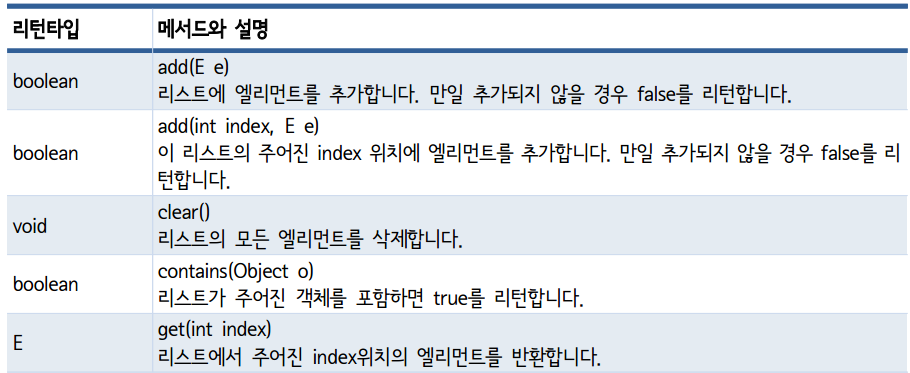 리턴타입 메서드와 설명
boolean
add(E e)
리스트에 엘리먼트를 추가합니다. 만일 추가되지 않을 경우 false를 리턴합니다.
boolean
add(int index, E e)
이 리스트의 주어진 index 위치에 엘리먼트를 추가합니다. 만일 추가되지 않을 경우 false를 리
턴합니다.
void
clear()
리스트의 모든 엘리먼트를 삭제합니다.
boolean
contains(Object o)
리스트가 주어진 객체를 포함하면 true를 리턴합니다.
E
get(int index)
리스트에서 주어진 index위치의 엘리먼트를 반환합니다.